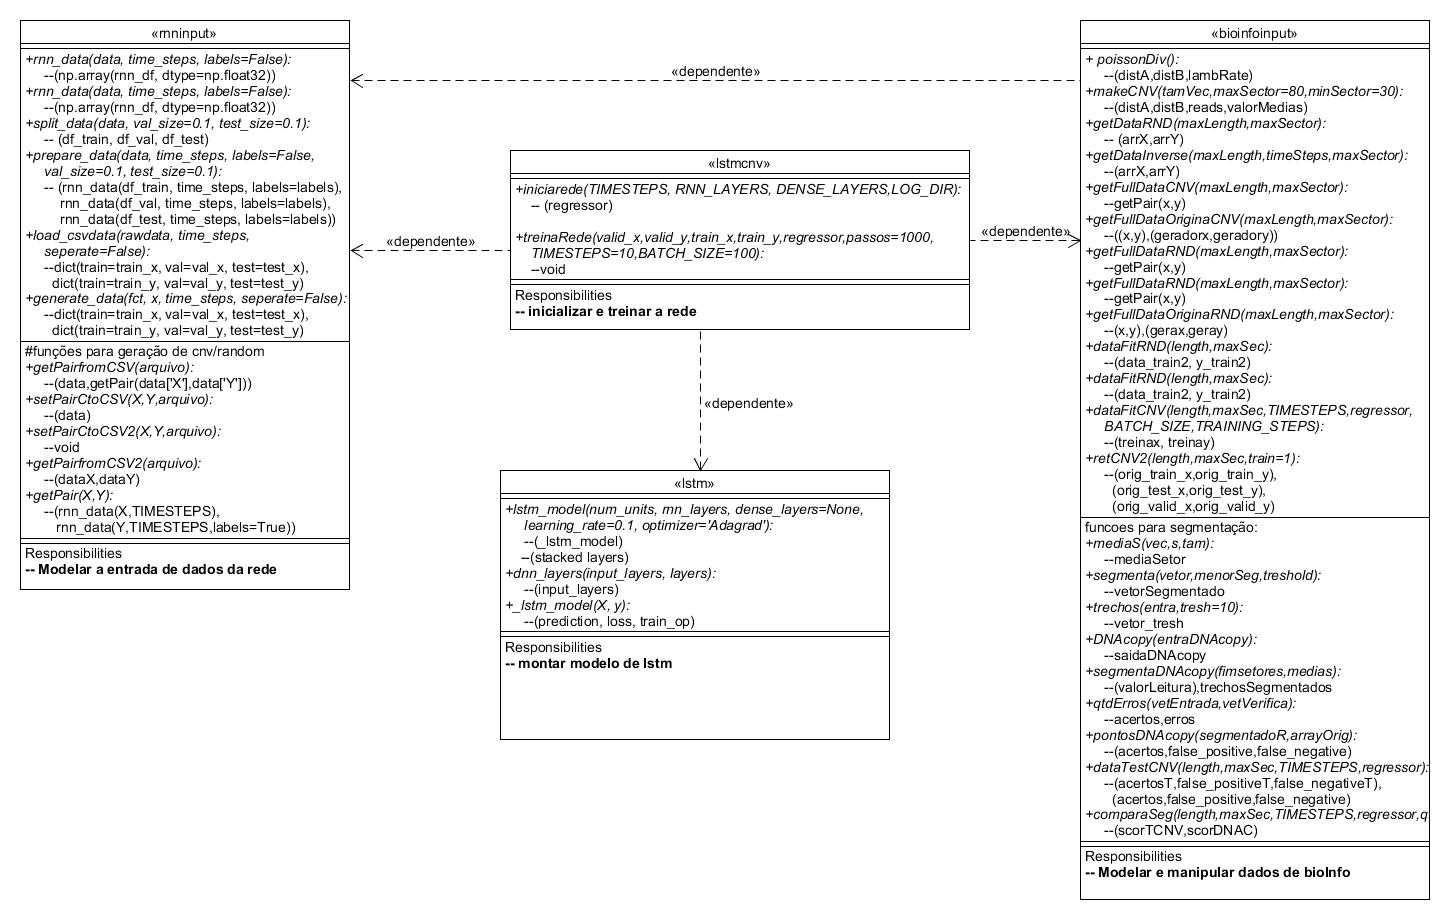 «rnninput»
+rnn_data(data, time_steps, labels=False):
--(np.array(rnn_df, dtype=np.float32))
+rnn_data(data, time_steps, labels=False):
--(np.array(rnn_df, dtype=np.float32))
+split_data(data, val_size=0.1, test_size=0.1):
-- (df_train, df_val, df_test)
+prepare_data(data, time_steps, labels=False,
val_size=0.1, test_size=0.1):
-- (rnn_data(df_train, time_steps, labels=labels),
rnn_data(df_val, time_steps, labels=labels),
rnn_data(df_test, time_steps, labels=labels))
+load_csvdata(rawdata, time_steps,
seperate=False):
--dict(train=train_x, val=val_x, test=test_x),
dict(train=train_y, val=val_y, test=test_y)
+generate_data(fct, x, time_steps, seperate=False):
--dict(train=train_x, val=val_x, test=test_x),
dict(train=train_y, val=val_y, test=test_y)
#funções para geração de cnv/random
+getPairfromCSV(arquivo):
--(data,getPair(data['X'],data['Y']))
+setPairCtoCSV(X,Y,arquivo):
--(data)
+setPairCtoCSV2(X,Y,arquivo):
--void
+getPairfromCSV2(arquivo):
--(dataX,dataY)
+getPair(X,Y):
--(rnn_data(X,TIMESTEPS),
rnn_data(Y,TIMESTEPS,labels=True))
Responsibilities
-- Modelar a entrada de dados da rede
«dependente»
«dependente»
«lstmcnv»
+iniciarede(TIMESTEPS, RNN_LAYERS, DENSE_LAYERS,LOG_DIR):
-- (regressor)
+treinaRede(valid_x,valid_y,train_x,train_y,regressor,passos=1000,
TIMESTEPS=10,BATCH_SIZE=100):
--void
Responsibilities
-- inicializar e treinar a rede
«dependente»
«dependente»
«lstm»
+lstm_model(num_units, rnn_layers, dense_layers=None,
learning_rate=0.1, optimizer='Adagrad'):
--(_lstm_model)
--(stacked layers)
+dnn_layers(input_layers, layers):
--(input_layers)
+_lstm_model(X, y):
--(prediction, loss, train_op)
Responsibilities
-- montar modelo de lstm
«bioinfoinput»
+ poissonDiv():
--(distA,distB,lambRate)
+makeCNV(tamVec,maxSector=80,minSector=30):
--(distA,distB,reads,valorMedias)
+getDataRND(maxLength,maxSector):
-- (arrX,arrY)
+getDataInverse(maxLength,timeSteps,maxSector):
--(arrX,arrY)
+getFullDataCNV(maxLength,maxSector):
--getPair(x,y)
+getFullDataOriginaCNV(maxLength,maxSector):
--((x,y),(geradorx,geradory))
+getFullDataRND(maxLength,maxSector):
--getPair(x,y)
+getFullDataRND(maxLength,maxSector):
--getPair(x,y)
+getFullDataOriginaRND(maxLength,maxSector):
--(x,y),(gerax,geray)
+dataFitRND(length,maxSec):
--(data_train2, y_train2)
+dataFitRND(length,maxSec):
--(data_train2, y_train2)
+dataFitCNV(length,maxSec,TIMESTEPS,regressor,
BATCH_SIZE,TRAINING_STEPS):
--(treinax, treinay)
+retCNV2(length,maxSec,train=1):
--(orig_train_x,orig_train_y),
(orig_test_x,orig_test_y),
(orig_valid_x,orig_valid_y)
funcoes para segmentação:
+mediaS(vec,s,tam):
--mediaSetor
+segmenta(vetor,menorSeg,treshold):
--vetorSegmentado
+trechos(entra,tresh=10):
--vetor_tresh
+DNAcopy(entraDNAcopy):
--saidaDNAcopy
+segmentaDNAcopy(fimsetores,medias):
--(valorLeitura),trechosSegmentados
+qtdErros(vetEntrada,vetVerifica):
--acertos,erros
+pontosDNAcopy(segmentadoR,arrayOrig):
--(acertos,false_positive,false_negative)
+dataTestCNV(length,maxSec,TIMESTEPS,regressor):
--(acertosT,false_positiveT,false_negativeT),
(acertos,false_positive,false_negative)
+comparaSeg(length,maxSec,TIMESTEPS,regressor,q
--(scorTCNV,scorDNAC)
Responsibilities
-- Modelar e manipular dados de bioInfo